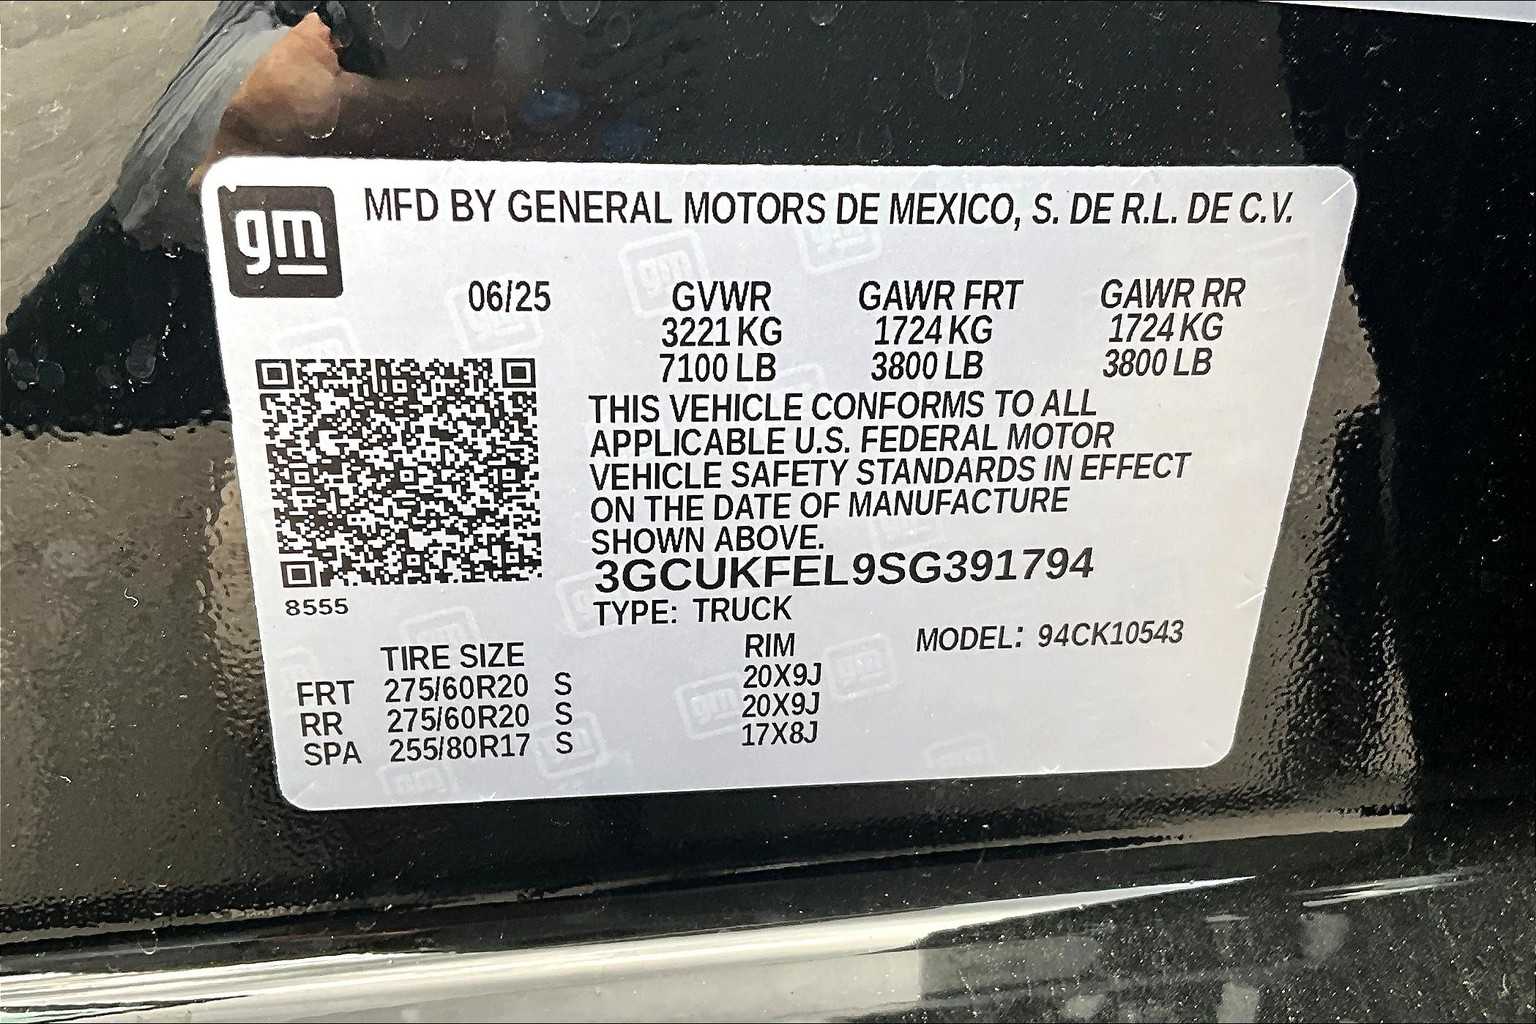 gm MFD BY GENERAL MOTORS DE MEXICO, S. DE R.L. DE C.V.
06/25 GVWR GAWR FRT GAWR RR
3221 KG 1724 KG 1724 KG
7100 LB 3800 LB 3800 LB
THIS VEHICLE CONFORMS TO ALL
APPLICABLE U.S. FEDERAL MOTOR
VEHICLE SAFETY STANDARDS IN EFFECT
ON THE DATE OF MANUFACTURE
SHOWN ABOVE.
3GCUKFEL9SG391794
8555 TYPE: TRUCK
TIRE SIZE RIM MODEL: 94CK10543
FRT 275/60R20 S 20X9J
RR 275/60R20 S 20X9J
SPA 255/80R17 S 17X8J